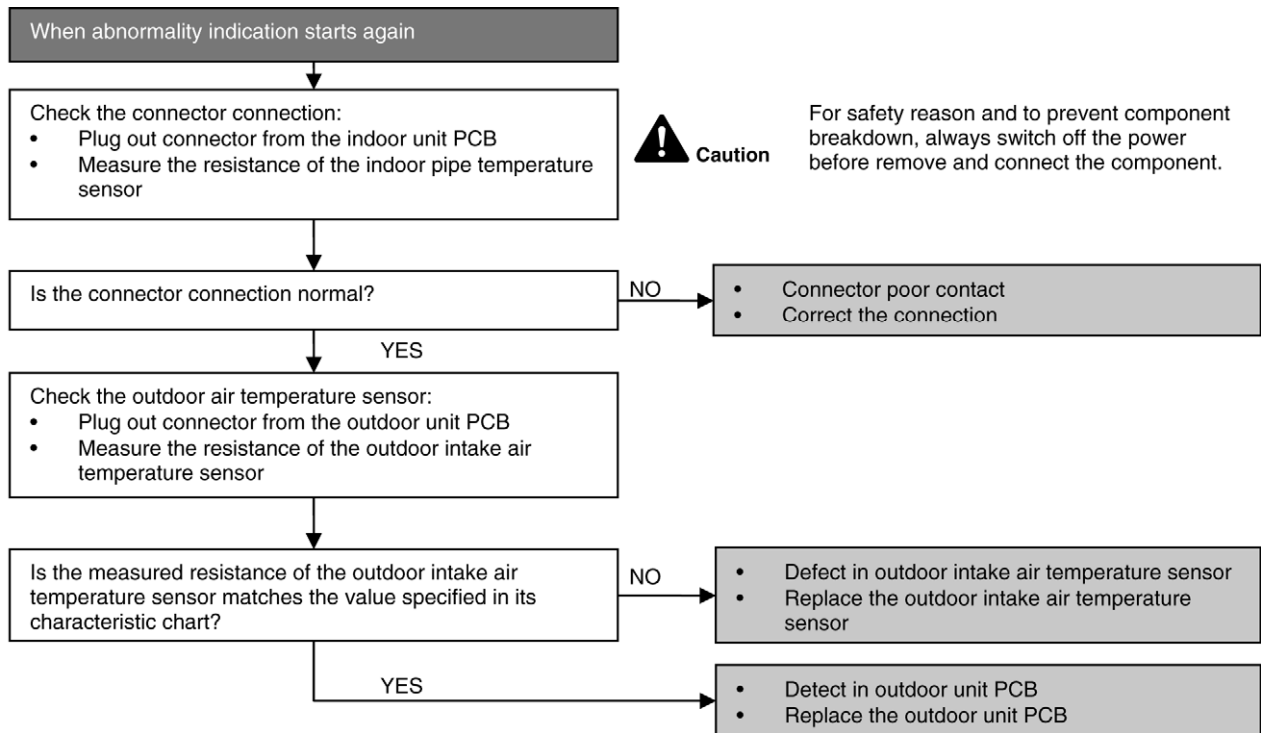 When abnormality indication starts again
Check the connector connection:
• Plug out connector from the indoor unit PCB
• Measure the resistance of the indoor pipe temperature
sensor
Caution
For safety reason and to prevent component
breakdown, always switch off the power
before remove and connect the component.
Is the connector connection normal?
NO
• Connector poor contact
• Correct the connection
YES
Check the outdoor air temperature sensor:
• Plug out connector from the outdoor unit PCB
• Measure the resistance of the outdoor intake air
temperature sensor
Is the measured resistance of the outdoor intake air
temperature sensor matches the value specified in its
characteristic chart?
NO
• Defect in outdoor intake air temperature sensor
• Replace the outdoor intake air temperature
sensor
YES
• Detect in outdoor unit PCB
• Replace the outdoor unit PCB